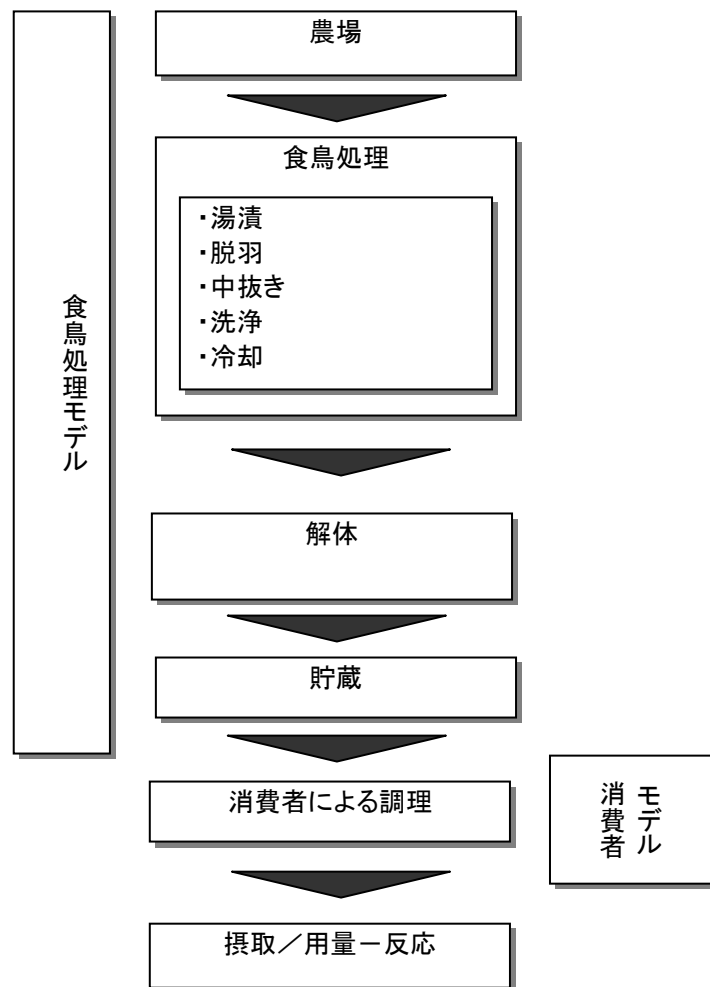 農場
食鳥処理
・湯漬
・脱羽
・中抜き
・洗浄
・冷却
食鳥処理モデル
解体
貯蔵
消費者による調理
消費者
モデル
摂取／用量－反応